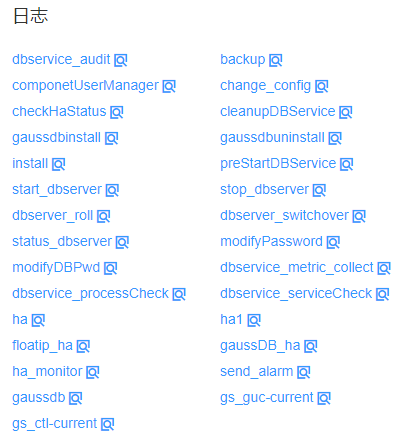 日志
dbservice_audit backup
componetUserManager change_config
checkHaStatus cleanupDBService
gaussdbinstall gaussdbuninstall
install preStartDBService
start_dbserver stop_dbserver
dbserver_roll dbserver_switchover
status_dbserver modifyPassword
modifyDBPwd dbservice_metric_collect
dbservice_processCheck dbservice_serviceCheck
ha ha1
floatip_ha gaussDB_ha
ha_monitor send_alarm
gaussdb gs_guc-current
gs_ctl-current